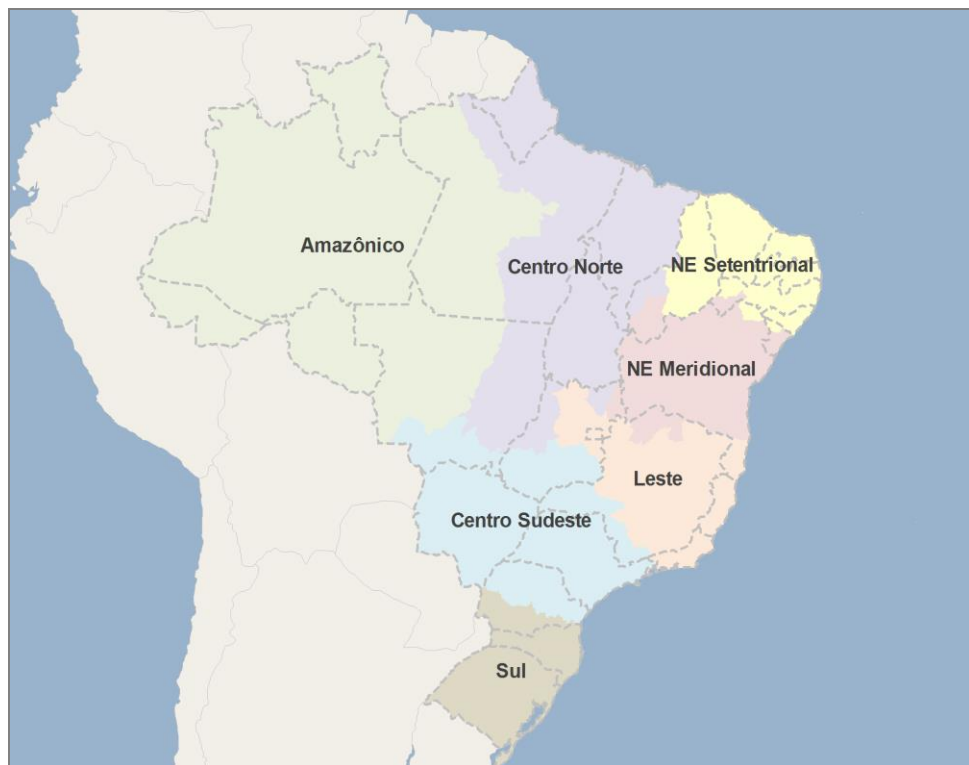 Amazônico
Centro Norte
NE Setentrional
NE Meridional
Leste
Centro Sudeste
Sul